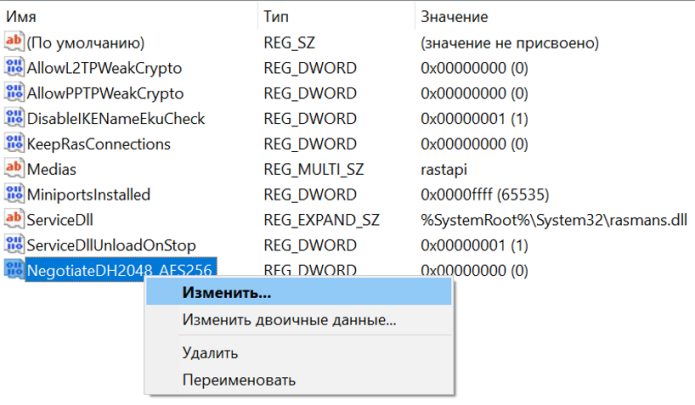 Имя Тип Значение
(По умолчанию) REG_SZ (значение не присвоено)
AllowL2TPWeakCrypto REG_DWORD 0x00000000 (0)
AllowPPTPWeakCrypto REG_DWORD 0x00000000 (0)
DisableIKENameEkuCheck REG_DWORD 0x00000001 (1)
KeepRasConnections REG_DWORD 0x00000000 (0)
Medias REG_MULTI_SZ rastapi
MiniportsInstalled REG_DWORD 0x0000ffff (65535)
ServiceDll REG_EXPAND_SZ %SystemRoot%\System32\rasmans.dll
ServiceDllUnloadOnStop REG_DWORD 0x00000001 (1)
NegotiateDH2048_AES256 REG_DWORD 0x00000000 (0)
Изменить...
Изменить двоичные данные...
Удалить
Переименовать